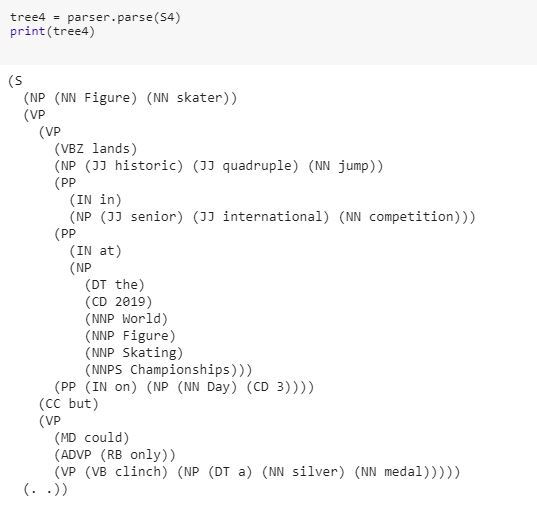 tree4 = parser.parse(S4)
print(tree4)
(S
  (NP (NN Figure) (NN skater))
  (VP
    (VP
      (VBZ lands)
      (NP (JJ historic) (JJ quadruple) (NN jump))
      (PP
        (IN in)
        (NP (JJ senior) (JJ international) (NN competition)))
      (PP
        (IN at)
        (NP
          (DT the)
          (CD 2019)
          (NNP World)
          (NNP Figure)
          (NNP Skating)
          (NNPS Championships)))
      (PP (IN on) (NP (NN Day) (CD 3))))
    (CC but)
    (VP
      (MD could)
      (ADVP (RB only))
      (VP (VB clinch) (NP (DT a) (NN silver) (NN medal)))))
  (. .))